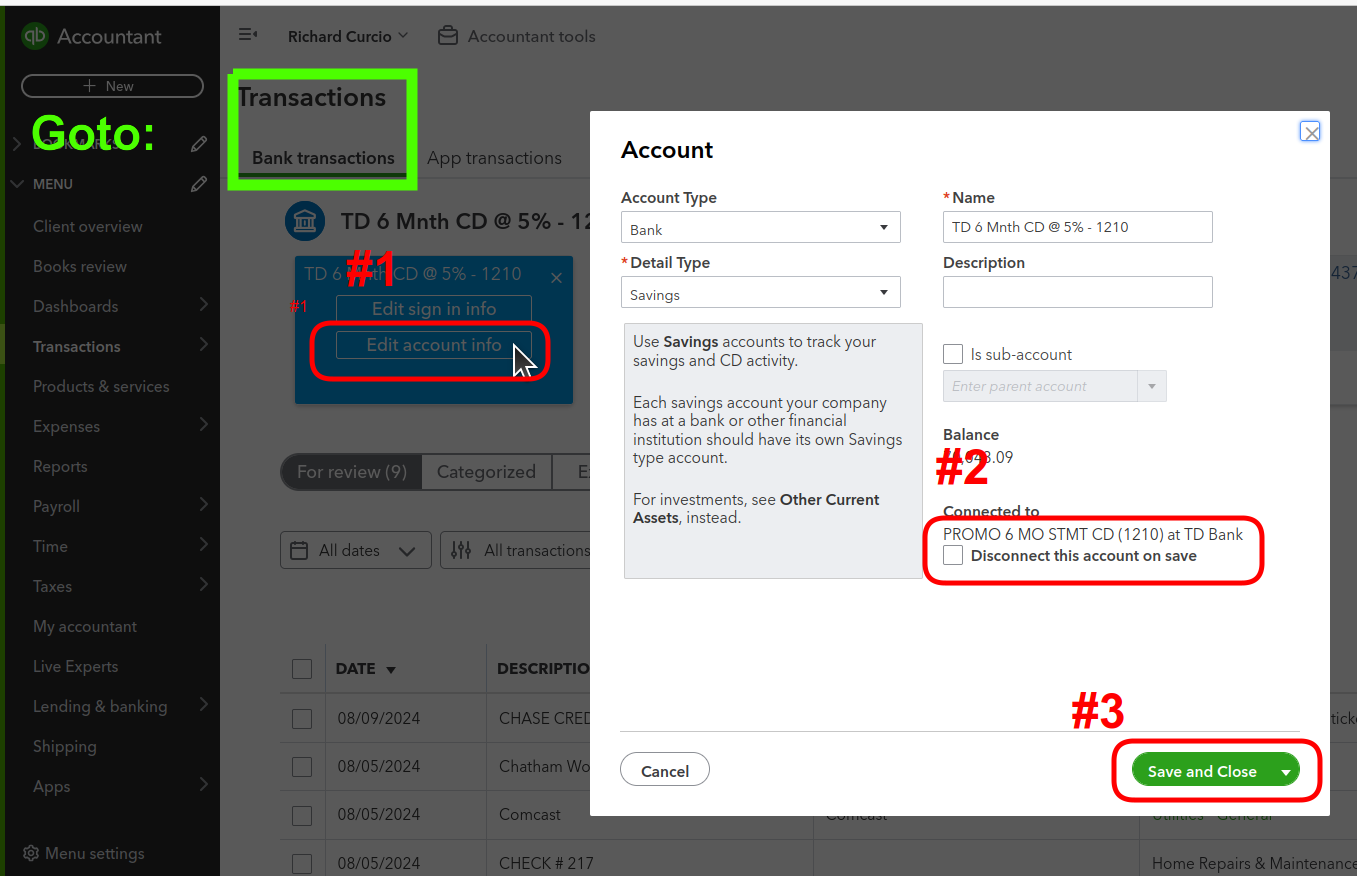 qb Accountant
Richard Curcio
Accountant tools
+ New
Goto:
Transactions
Bank transactions
App transactions
MENU
Client overview
Books review
Dashboards
Transactions
Products & services
Expenses
Reports
Payroll
Time
Taxes
My accountant
Live Experts
Lending & banking
Shipping
Apps
Menu settings
TD 6 Mnth CD @ 5% - 12
TD 6 Mnth CD @ 5% - 1210
#1
#1
Edit sign in info
Edit account info
For review (9)
Categorized
All dates
All transactions
DATE
DESCRIPTIO
08/09/2024
CHASE CRED
08/05/2024
Chatham Wo
08/05/2024
Comcast
Comcast
Utilities - General
08/05/2024
CHECK # 217
Home Repairs & Maintenance
437
Account
Account Type
Bank
*Detail Type
Savings
Use Savings accounts to track your
savings and CD activity.
Each savings account your company
has at a bank or other financial
institution should have its own Savings
type account.
For investments, see Other Current
Assets, instead.
*Name
TD 6 Mnth CD @ 5% - 1210
Description
Is sub-account
Enter parent account
Balance
#2
Connected to
PROMO 6 MO STMT CD (1210) at TD Bank
Disconnect this account on save
#3
Cancel
Save and Close